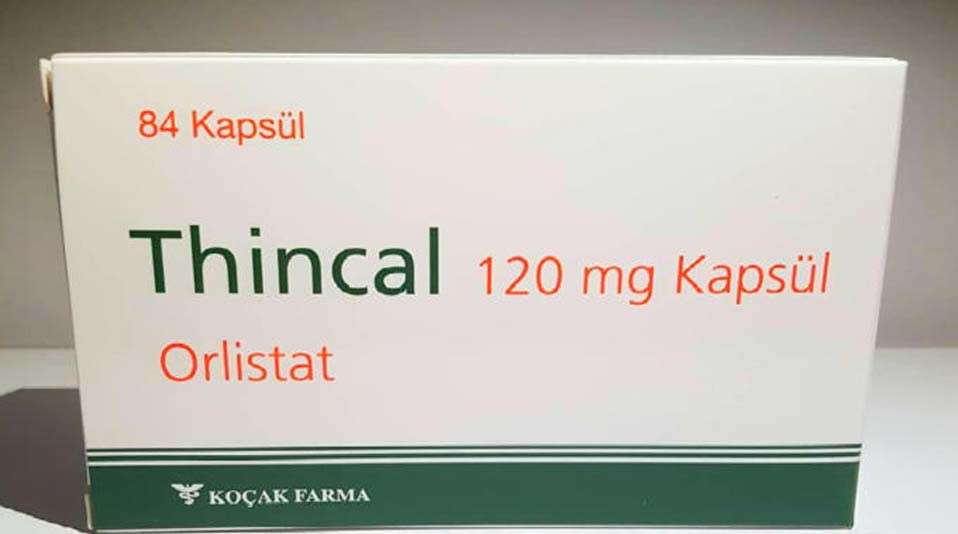 84 Kapsül
Thincal 120 mg Kapsül
Orlistat
KOÇAK FARMA